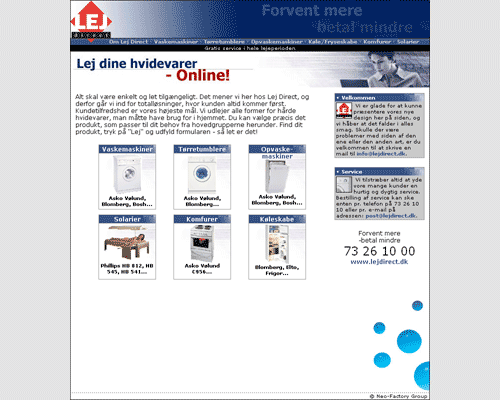 LEJ
DIRECT
Forvent mere
-betal mindre
Om Lej Direct · Vaskemaskiner · Tørretumblere · Opvaskemaskiner · Køle/Fryseskabe · Komfurer · Solarier
Gratis service i hele lejeperioden
Lej dine hvidevarer
- Online!
Alt skal være enkelt og let tilgængeligt. Det mener vi her hos Lej Direct, og
derfor går vi ind for totalløsninger, hvor kunden altid kommer først.
Kundetilfredshed er vores højeste mål. Vi udlejer alle former for hårde
hvidevarer, man måtte have brug for i hjemmet. Du kan vælge præcis det
produkt, som passer til dit behov fra hovedgrupperne herunder. Find dit
produkt, tryk på "Lej" og udfyld formularen - så let er det!
Vaskemaskiner
Asko Vølund,
Blomberg, Bosh...
Tørretumblere
Asko Vølund,
Blomberg...
Opvaske-
maskiner
Asko Vølund,
Blomberg, Bosh...
Solarier
Phillips HB 812, HB
545, HB 541...
Komfurer
Asko Vølund
C956...
Køleskabe
Blomberg, Elto,
Frigor...
Velkommen
Vi er glade for at kunne
præsentere vores nye
design her på siden, og
vi håber at det falder i alles
smag. Skulle der være
problemer med siden af den
ene eller den anden art, er du
velkommen til at skrive en
mail til info@lejdirect.dk.
Service
Vi tilstræber altid at yde
vore mange kunder en
hurtig og dygtig service.
Bestilling af service kan ske
enten pr. telefon på 73 26 10
10 eller pr. e-mail på
adressen: post@lejdirect.dk.
Forvent mere
-betal mindre
73 26 10 00
www.lejdirect.dk
© Neo-Factory Group